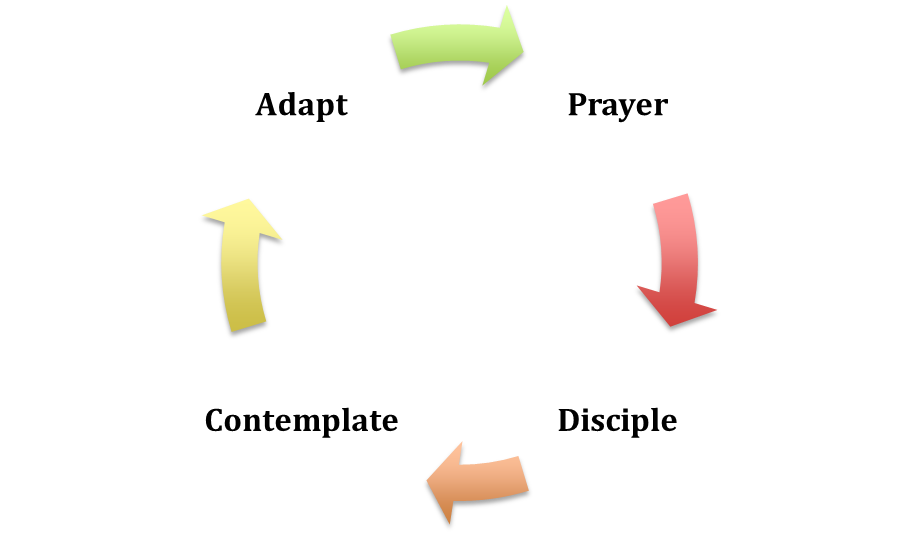 Adapt
Prayer
Contemplate
Disciple